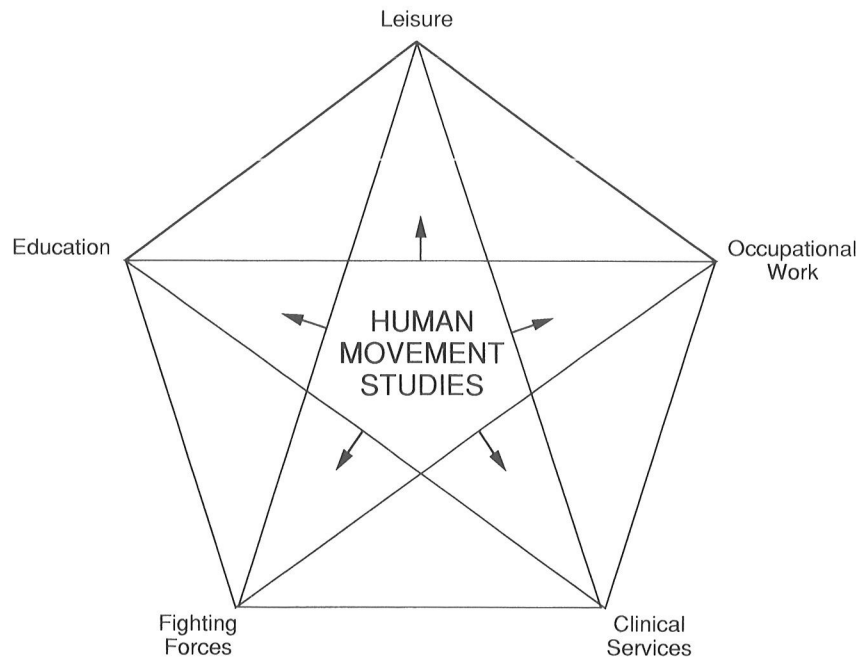 Leisure
Education
Occupational
Work
HUMAN
MOVEMENT
STUDIES
Fighting
Forces
Clinical
Services